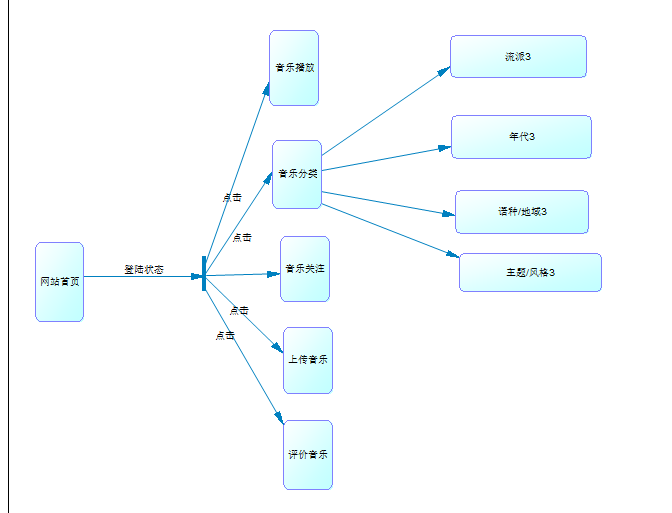 音乐播放
流派3
年代3
音乐分类
点击
语种/地域3
点击
音乐关注
登陆状态
网站首页
主题/风格3
点击
点击
上传音乐
评价音乐